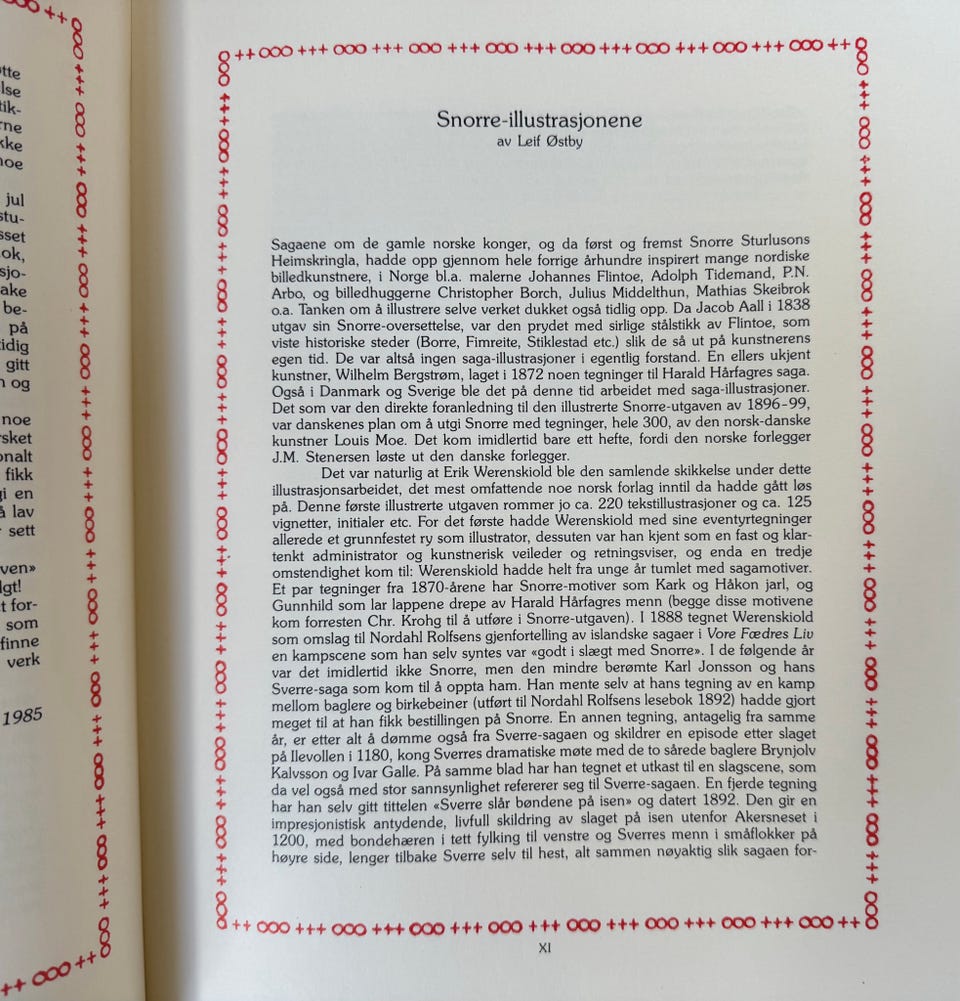 jul
stu-
ok,
sjo-
be-
på
tidig
gitt
og
noe
fikk
en
lav
sett
ven»
lgt!
t for-
som
finne
verk
1985
Snorre-illustrasjonene
av Leif Østby
Sagaene om de gamle norske konger, og da først og fremst Snorre Sturlusons
Heimskringla, hadde opp gjennom hele forrige århundre inspirert mange nordiske
billedkunstnere, i Norge bl.a. malerne Johannes Flintoe, Adolph Tidemand, P.N.
Arbo, og billedhuggerne Christopher Borch, Julius Middelthun, Mathias Skeibrok
o.a. Tanken om å illustrere selve verket dukket også tidlig opp. Da Jacob Aall i 1838
utgav sin Snorre-oversettelse, var den prydet med sirlige stålstikk av Flintoe, som
viste historiske steder (Borre, Fimreite, Stiklestad etc.) slik de så ut på kunstnerens
egen tid. De var altså ingen saga-illustrasjoner i egentlig forstand. En ellers ukjent
kunstner, Wilhelm Bergstrøm, laget i 1872 noen tegninger til Harald Hårfagres saga.
Også i Danmark og Sverige ble det på denne tid arbeidet med saga-illustrasjoner.
Det som var den direkte foranledning til den illustrerte Snorre-utgaven av 1896-99,
var danskenes plan om å utgi Snorre med tegninger, hele 300, av den norsk-danske
kunstner Louis Moe. Det kom imidlertid bare ett hefte, fordi den norske forlegger
J.M. Stenersen løste ut den danske forlegger.
Det var naturlig at Erik Werenskiold ble den samlende skikkelse under dette
illustrasjonsarbeidet, det mest omfattende noe norsk forlag inntil da hadde gått løs
på. Denne første illustrerte utgaven rommer jo ca. 220 tekstillustrasjoner og ca. 125
vignetter, initialer etc. For det første hadde Werenskiold med sine eventyrtegninger
allerede et grunnfestet ry som illustrator, dessuten var han kjent som en fast og klar-
tenkt administrator og kunstnerisk veileder og retningsviser, og enda en tredje
omstendighet kom til: Werenskiold hadde helt fra unge år tumlet med sagamotiver.
Et par tegninger fra 1870-årene har Snorre-motiver som Kark og Håkon jarl, og
Gunnhild som lar lappene drepe av Harald Hårfagres menn (begge disse motivene
kom forresten Chr. Krohg til å utføre i Snorre-utgaven). I 1888 tegnet Werenskiold
som omslag til Nordahl Rolfsens gjenfortelling av islandske sagaer i Vore Fædres Liv
en kampscene som han selv syntes var «godt i slægt med Snorre». I de følgende år
var det imidlertid ikke Snorre, men den mindre berømte Karl Jonsson og hans
Sverre-saga som kom til å oppta ham. Han mente selv at hans tegning av en kamp
mellom baglere og birkebeiner (utført til Nordahl Rolfsens lesebok 1892) hadde gjort
meget til at han fikk bestillingen på Snorre. En annen tegning, antagelig fra samme
år, er etter alt å dømme også fra Sverre-sagaen og skildrer en episode etter slaget
på Ilevollen i 1180, kong Sverres dramatiske møte med de to sårede baglere Brynjolv
Kalvsson og Ivar Galle. På samme blad har han tegnet et utkast til en slagscene, som
da vel også med stor sannsynlighet refererer seg til Sverre-sagaen. En fjerde tegning
har han selv gitt tittelen «Sverre slår bøndene på isen» og datert 1892. Den gir en
impresjonistisk antydende, livfull skildring av slaget på isen utenfor Akersneset i
1200, med bondehæren i tett fylking til venstre og Sverres menn i småflokker på
høyre side, lenger tilbake Sverre selv til hest, alt sammen nøyaktig slik sagaen for-
XI